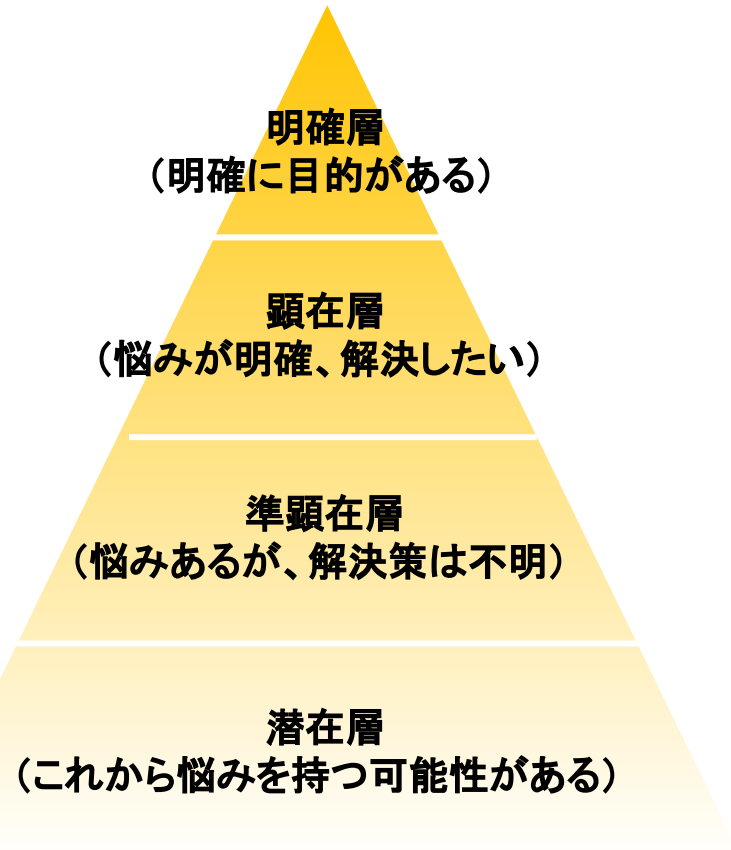 明確層
（明確に目的がある）
顕在層
（悩みが明確、解決したい）
準顕在層
（悩みあるが、解決策は不明）
潜在層
（これから悩みを持つ可能性がある）